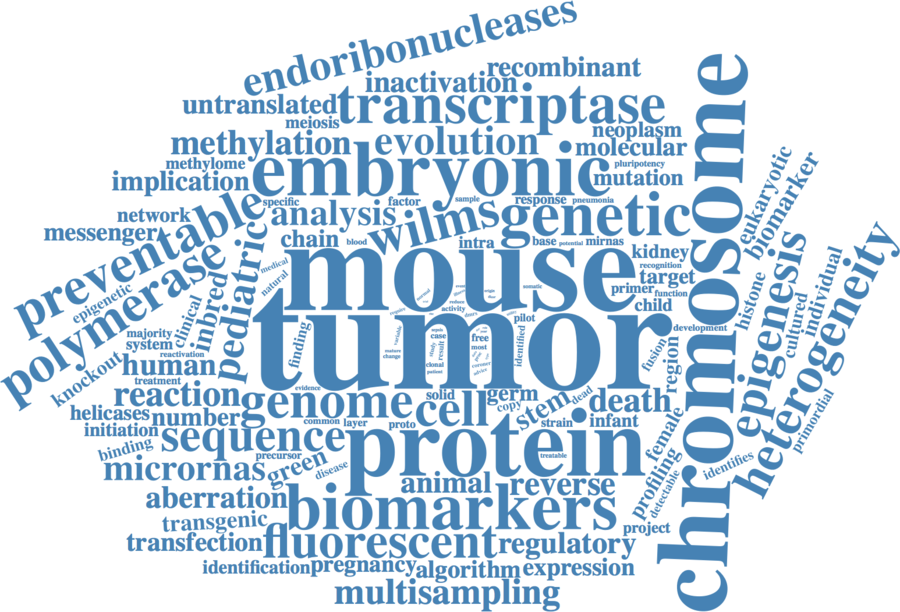 endoribonucleases
recombinant
inactivation
untranslated
transcriptase
meiosis
neoplasm
methylation
evolution
molecular
methylome
embryonic
pluripotency
implication
mutation
specific
factor
sample
response
pneumonia
network
analysis
wilms
genetic
messenger
preventable
chain
blood
intra
base
potential
mirnas
kidney
eukaryotic
biomarker
polymerase
epigenetic
pediatric
inbred
clinical
medical
natural
mouse
recognition
target
primer
function
child
chromosome
histone
epigenesis
cultured
individual
heterogeneity
majority
system
reactivation
knockout
human
treatment
finding
tumor
variable
mature
change
activity
reduce
case
study
result
clonal
free
most
pilot
identified
somatic
development
fusion
region
evidence
reaction
genome
solid
cell
germ
copy
stem
dead
death
helicases
number
common
layer
proto
strain
infant
initiation
sequence
protein
treatable
female
primordial
binding
precursor
micrornas
green
disease
profiling
detectable
identifies
animal
reverse
aberration
biomarkers
transgenic
project
transfection
fluorescent
regulatory
identification
pregnancy
algorithm
expression
multisampling